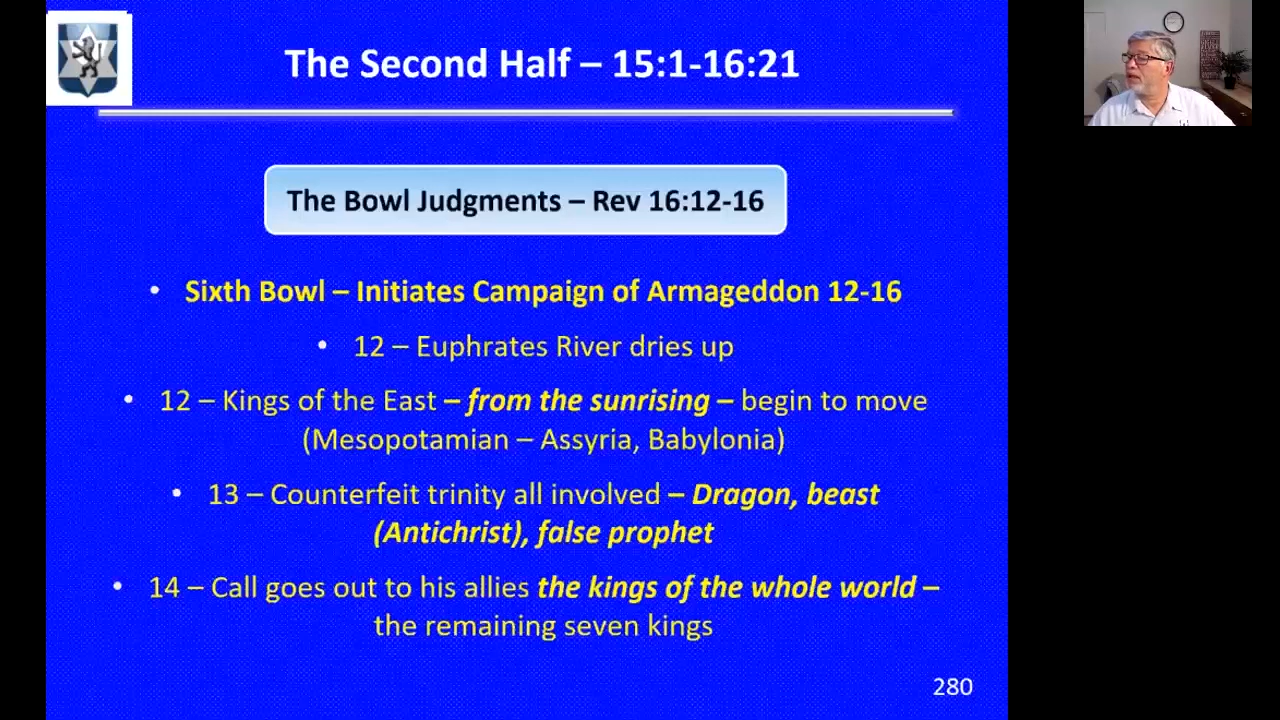 The Second Half – 15:1-16:21
The Bowl Judgments – Rev 16:12-16
• Sixth Bowl – Initiates Campaign of Armageddon 12-16
• 12 – Euphrates River dries up
• 12 – Kings of the East – from the sunrising – begin to move
(Mesopotamian – Assyria, Babylonia)
• 13 – Counterfeit trinity all involved – Dragon, beast
(Antichrist), false prophet
• 14 – Call goes out to his allies the kings of the whole world –
the remaining seven kings
280